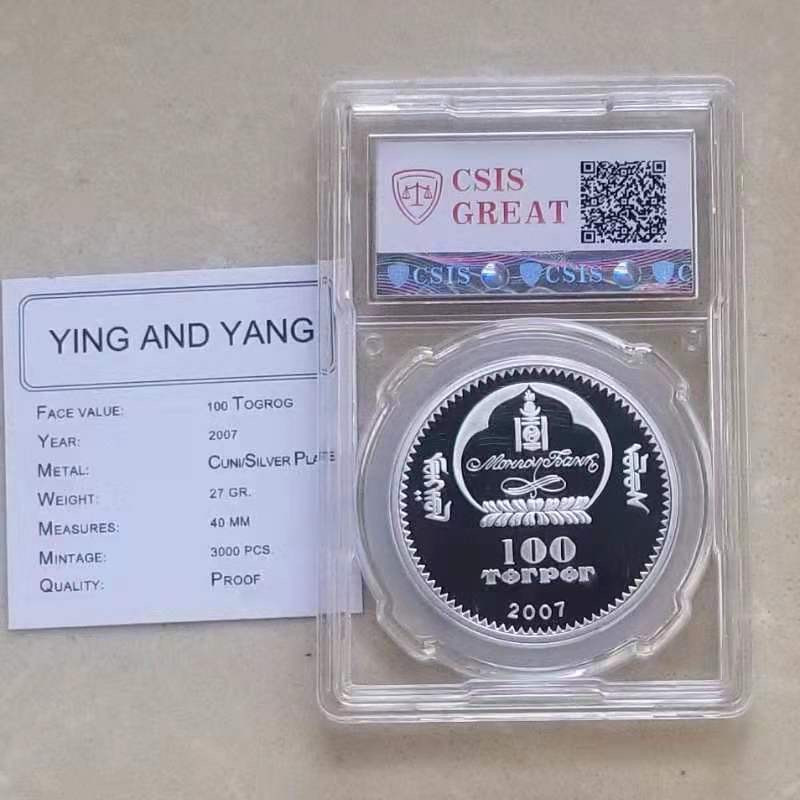 YING AND YANG
FACE VALUE: 100 TOGROG
YEAR: 2007
METAL: CUNI/SILVER PLATE
WEIGHT: 27 GR.
MEASURES: 40 MM
MINTAGE: 3000 PCS.
QUALITY: PROOF
CSIS
GREAT
CSIS CSIS C
Монгол Банк
100
төгрөг
2007